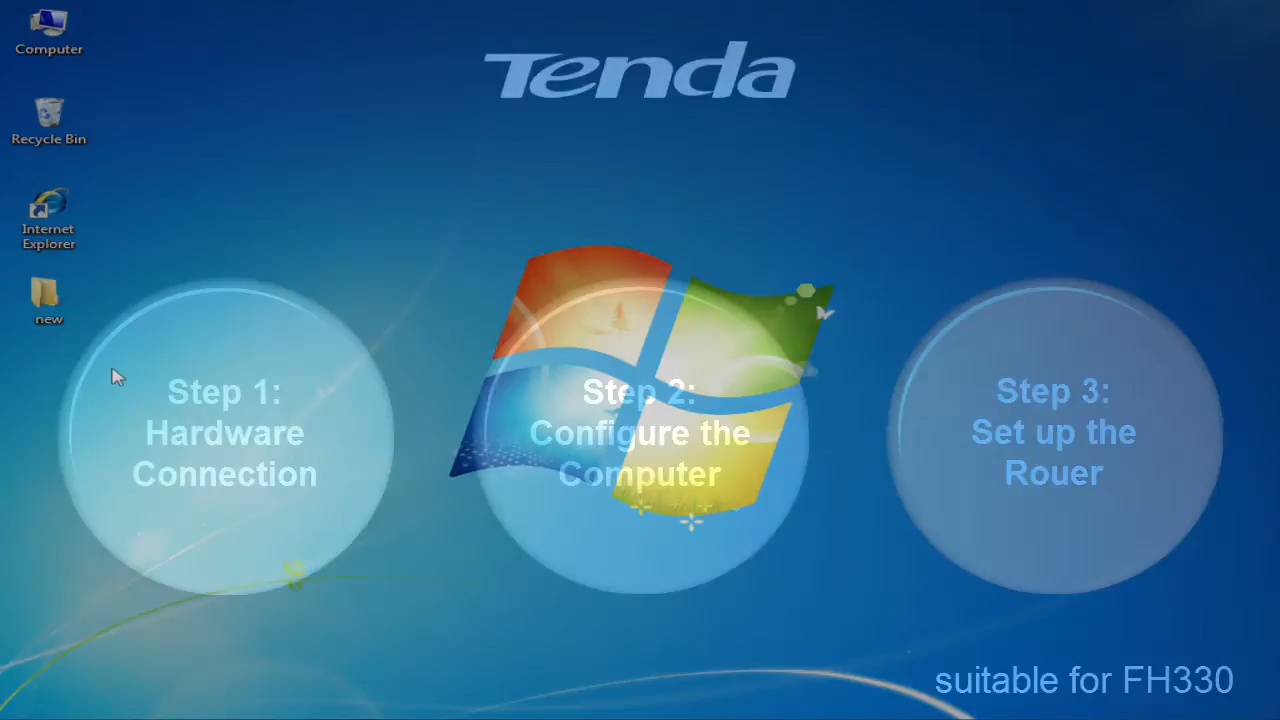 Computer
Tenda
Recycle Bin
Internet
Explorer
new
Step 1:
Hardware
Connection
Step 2:
Configure the
Computer
Step 3:
Set up the
Rouer
suitable for FH330